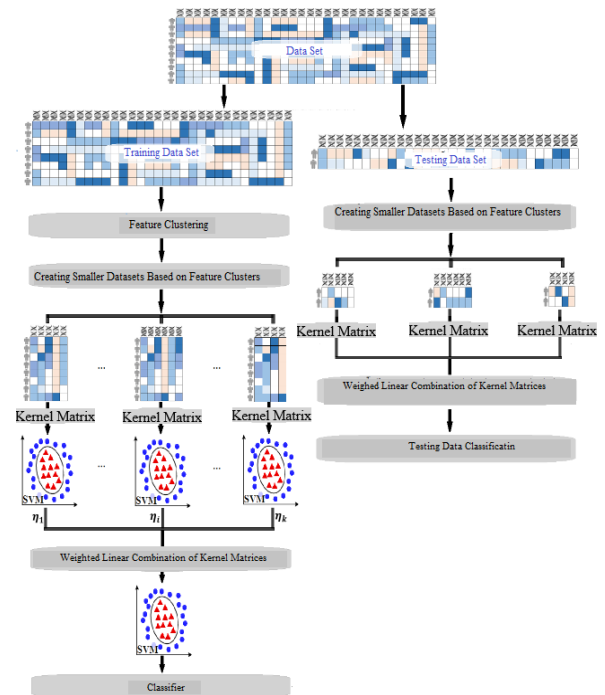 Data Set
Training Data Set
Testing Data Set
Feature Clustering
Creating Smaller Datasets Based on Feature Clusters
Creating Smaller Datasets Based on Feature Clusters
... ...
Kernel Matrix Kernel Matrix Kernel Matrix
Kernel Matrix Kernel Matrix Kernel Matrix
Weighed Linear Combination of Kernel Matrices
Testing Data Classificatin
... ...
SVM SVM SVM
η1 ηi ηk
Weighted Linear Combination of Kernel Matrices
SVM
Classifier